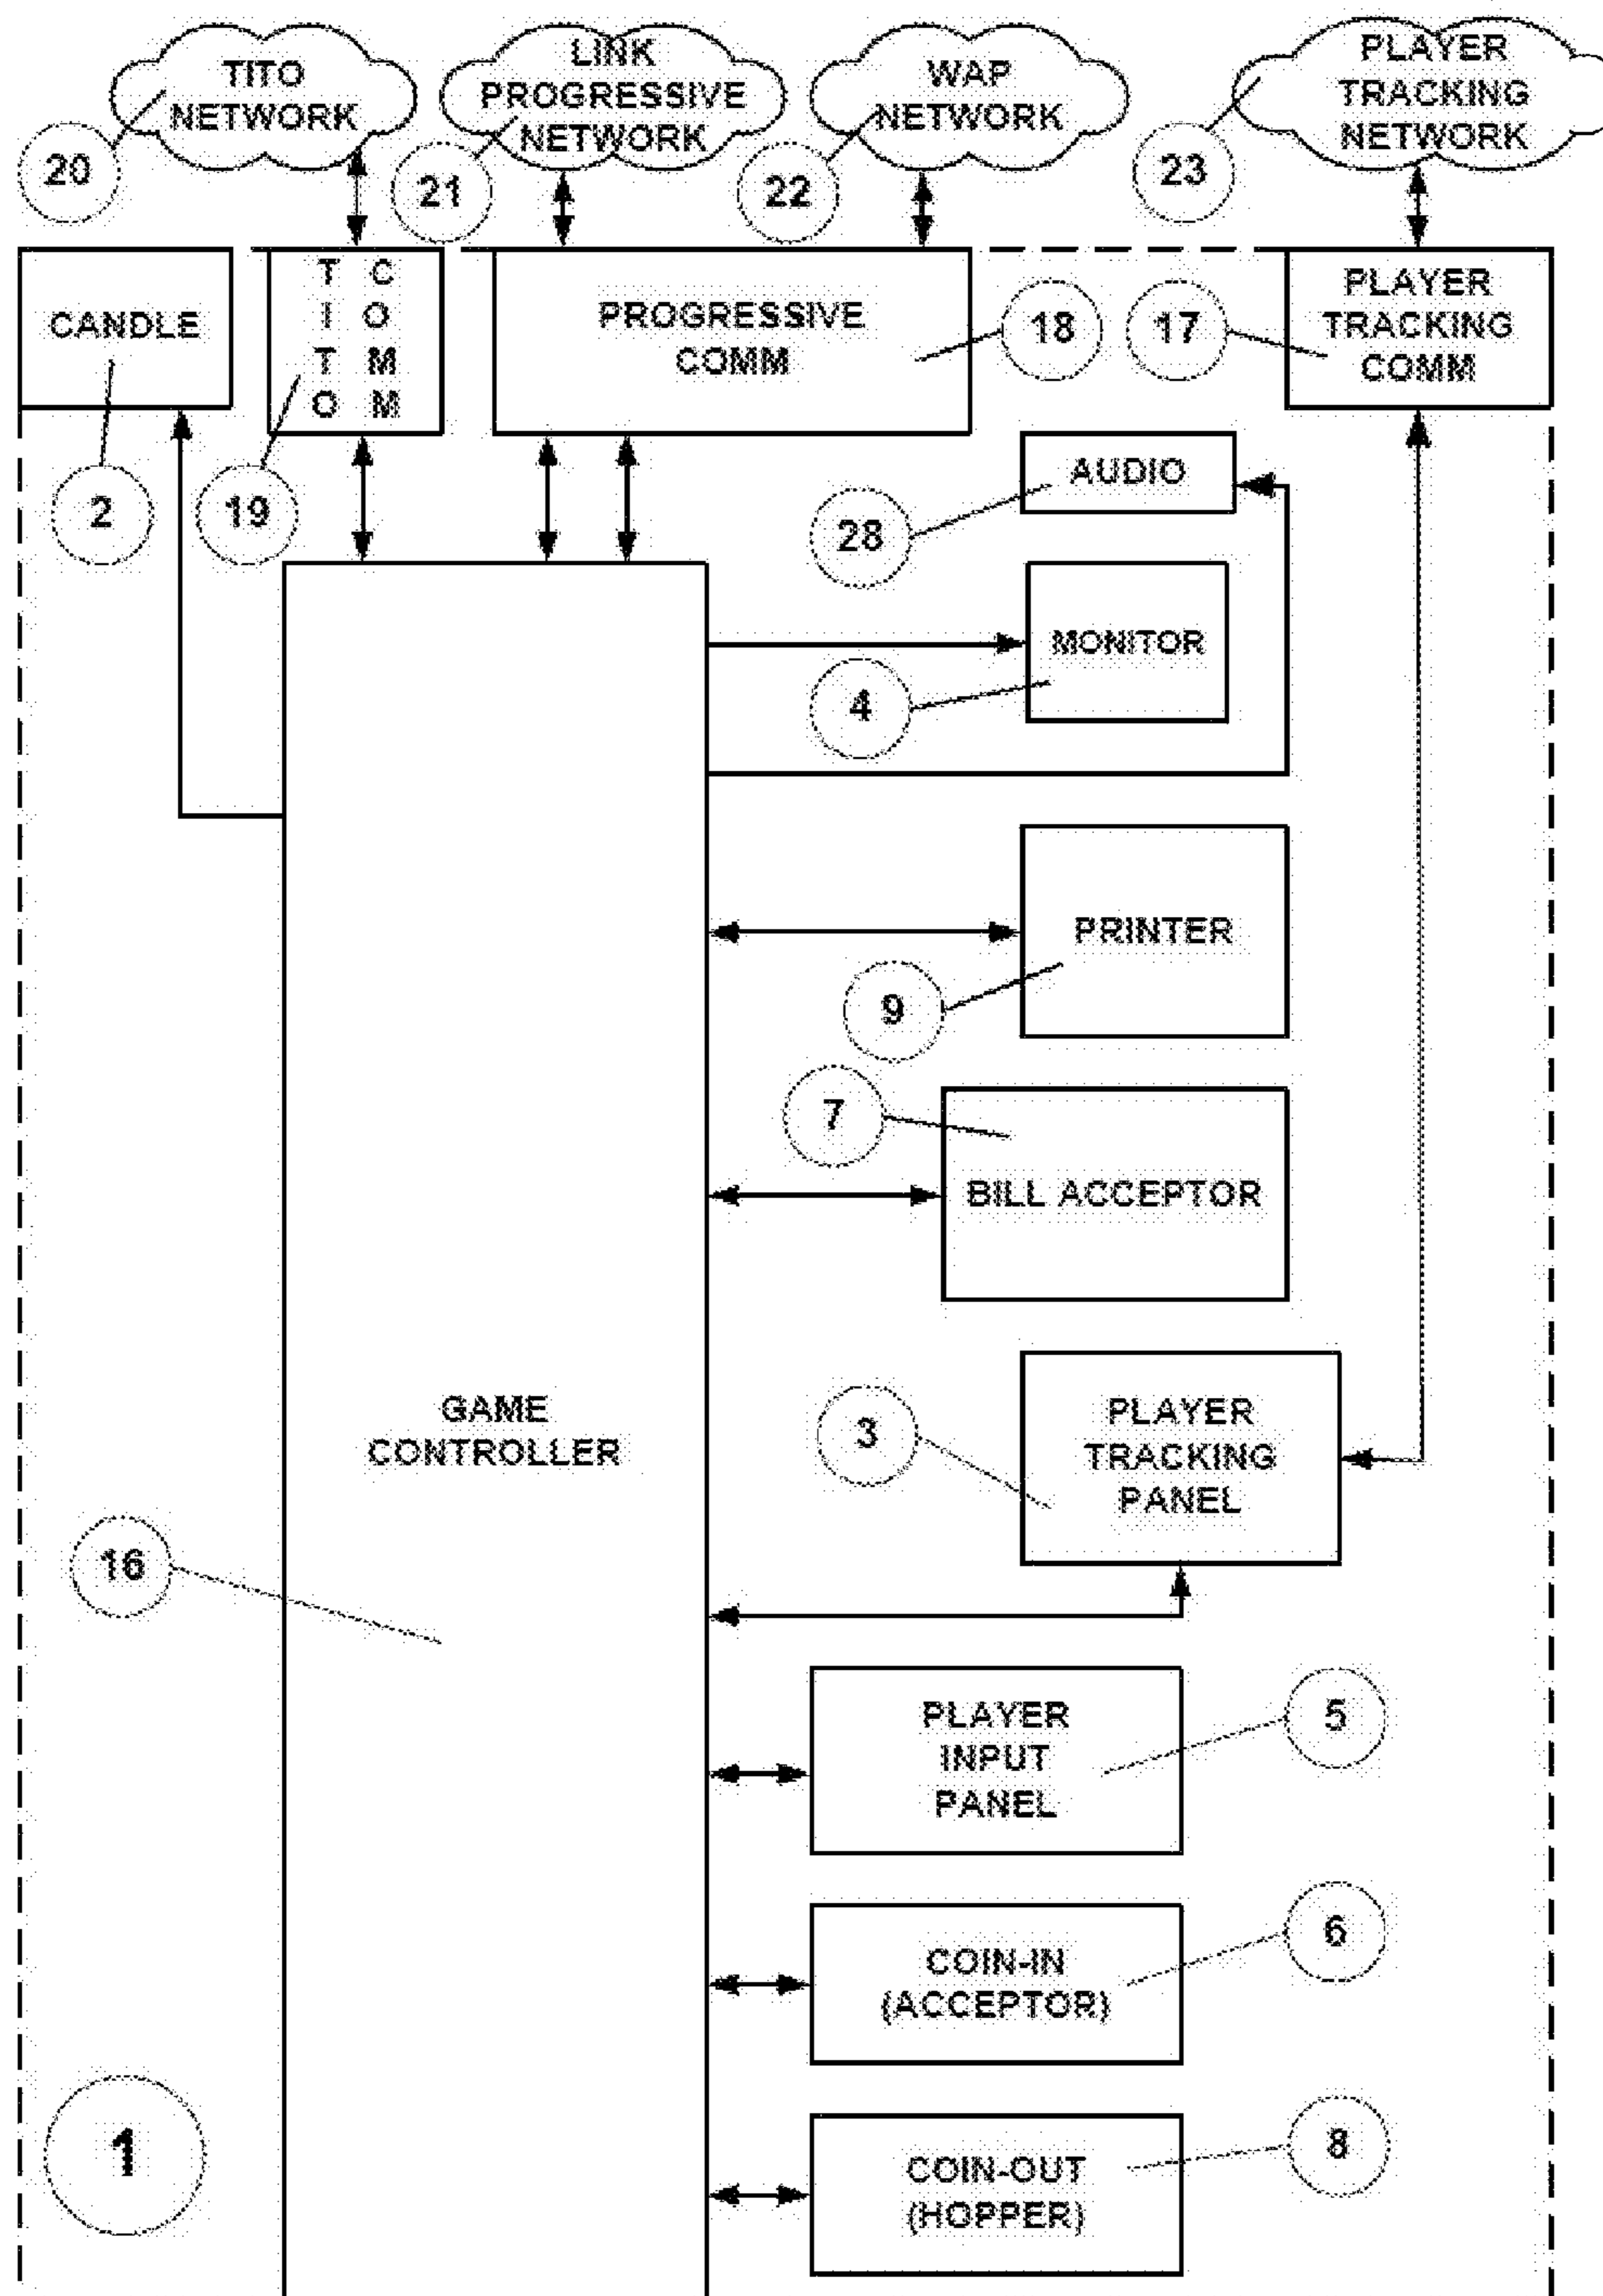 TITO
NETWORK
LINK
PROGRESSIVE
NETWORK
WAP
NETWORK
PLAYER
TRACKING
NETWORK
20
21
22
23
CANDLE
TITO
COMM
PROGRESSIVE
COMM
PLAYER
TRACKING
COMM
18
17
2
19
AUDIO
28
MONITOR
4
PRINTER
9
7
BILL ACCEPTOR
GAME
CONTROLLER
3
PLAYER
TRACKING
PANEL
16
PLAYER
INPUT
PANEL
5
COIN-IN
(ACCEPTOR)
6
1
COIN-OUT
(HOPPER)
8